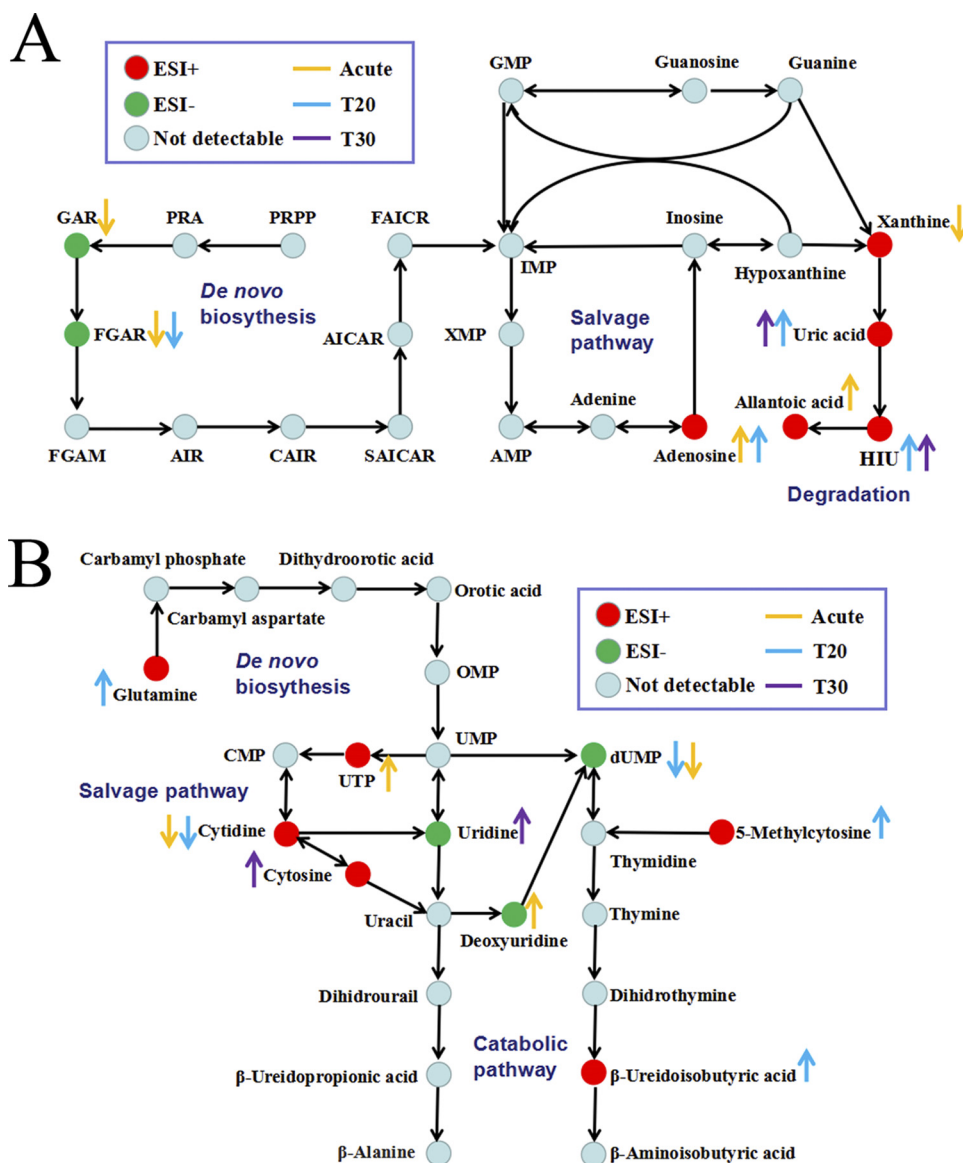 A
ESI+
Acute
ESI-
T20
Not detectable
T30
GMP
Guanosine
Guanine
GAR
PRA
PRPP
FAICR
Inosine
Xanthine
IMP
Hypoxanthine
De novo
biosythesis
FGAR
AICAR
XMP
Salvage
pathway
Uric acid
Adenine
Allantoic acid
FGAM
AIR
CAIR
SAICAR
AMP
Adenosine
HIU
Degradation
B
Carbamyl phosphate
Dithydroorotic acid
Orotic acid
Carbamyl aspartate
ESI+
Acute
ESI-
T20
Not detectable
T30
De novo
biosythesis
Glutamine
OMP
UMP
CMP
UTP
dUMP
Salvage pathway
Cytidine
Uridine
5-Methylcytosine
Cytosine
Thymidine
Uracil
Deoxyuridine
Thymine
Dihidrourail
Dihidrothymine
Catabolic
pathway
β-Ureidopropionic acid
β-Ureidoisobutyric acid
β-Alanine
β-Aminoisobutyric acid